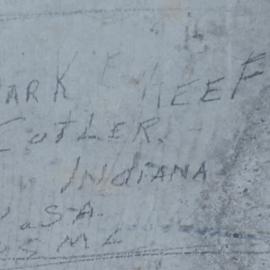 ARK E KEEF
CUTLER.
INDIANA
U.S.A.